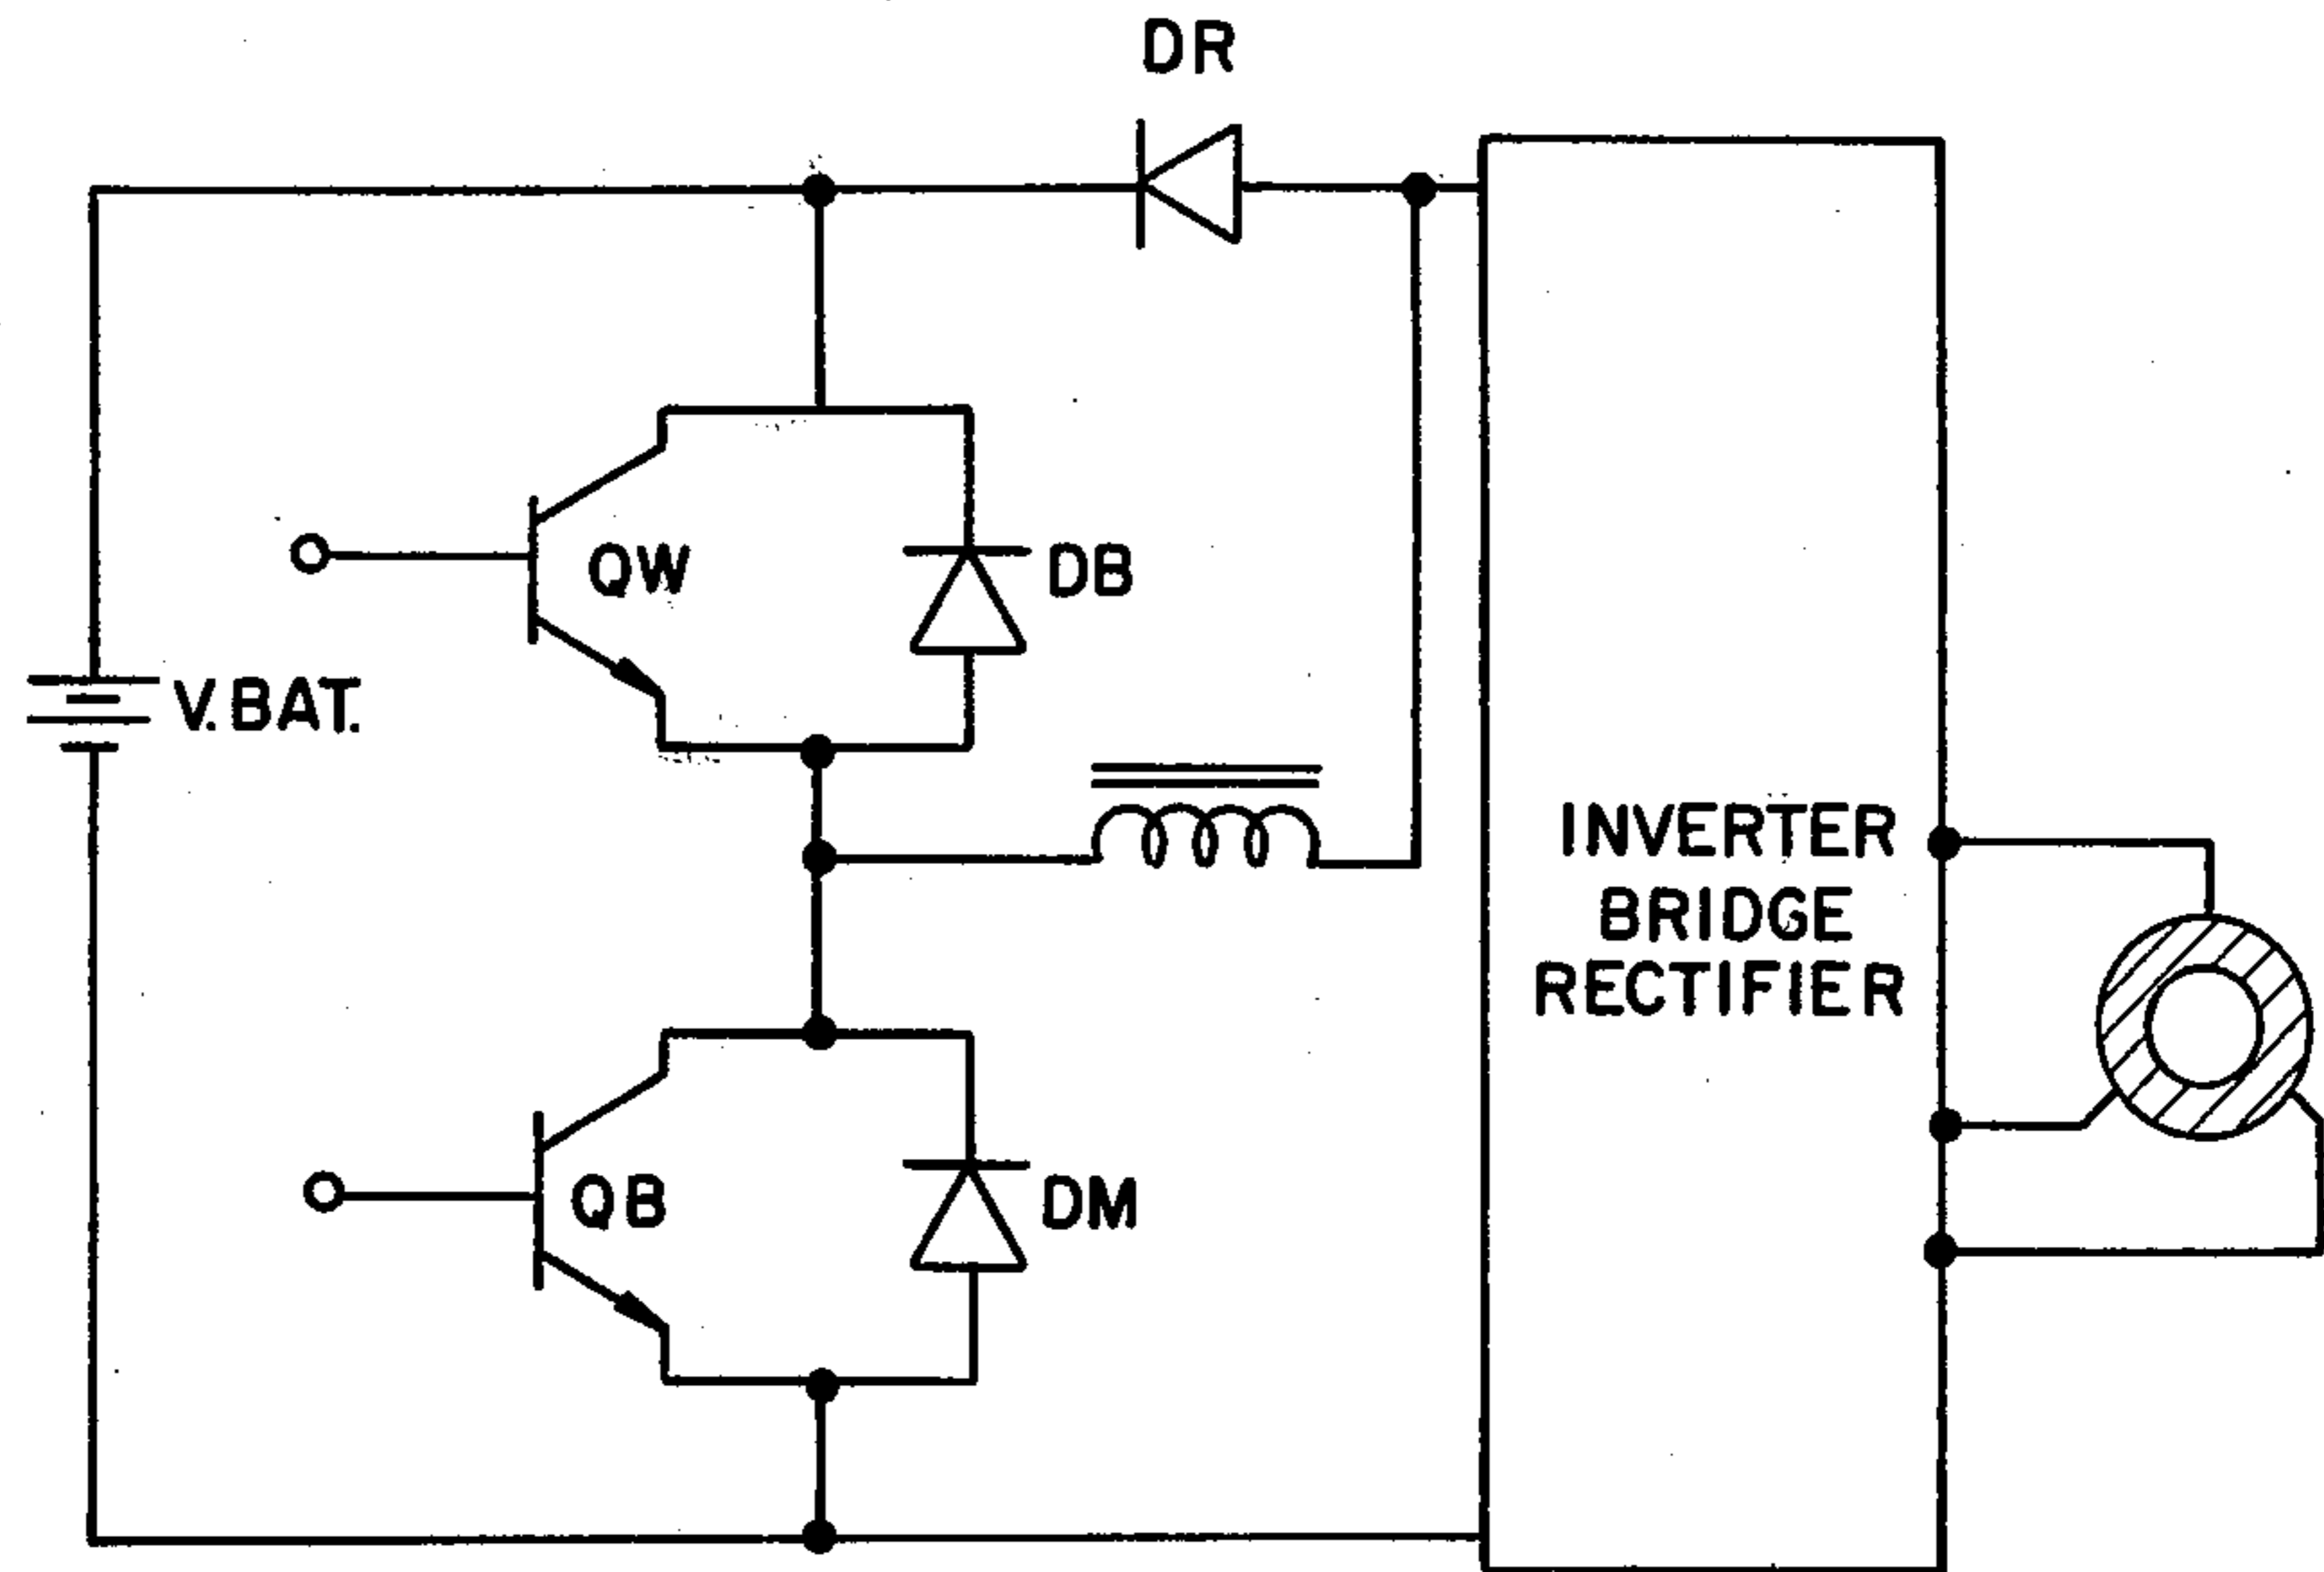 DR
QW
DB
V.BAT.
INVERTER
BRIDGE
RECTIFIER
QB
DM